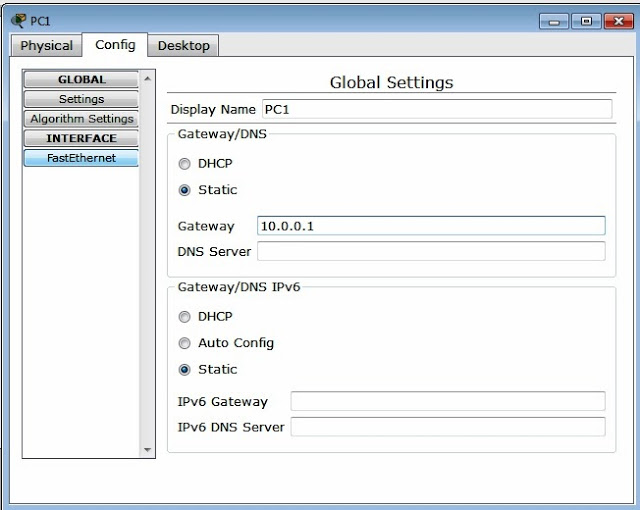 PC1
Physical Config Desktop
GLOBAL
Settings
Algorithm Settings
INTERFACE
FastEthernet
Global Settings
Display Name PC1
Gateway/DNS
DHCP
Static
Gateway 10.0.0.1
DNS Server
Gateway/DNS IPv6
DHCP
Auto Config
Static
IPv6 Gateway
IPv6 DNS Server